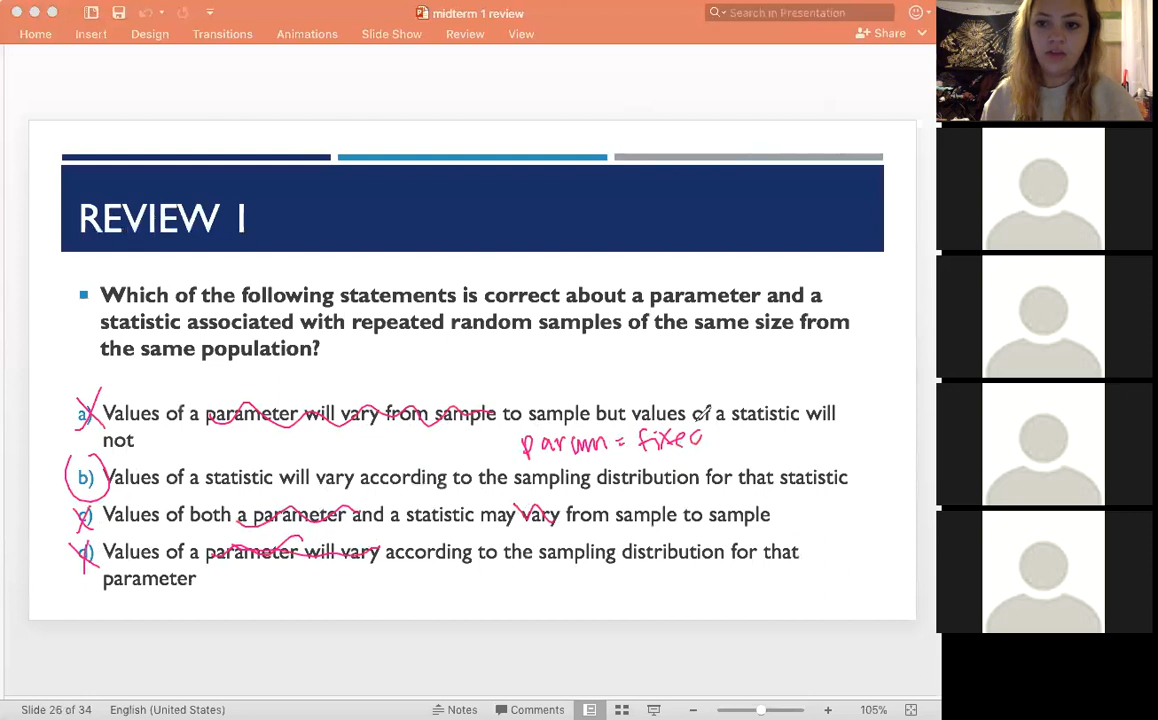 midterm 1 review
Search in Presentation
Home Insert Design Transitions Animations Slide Show Review View
Share
REVIEW 1
Which of the following statements is correct about a parameter and a
statistic associated with repeated random samples of the same size from
the same population?
a) Values of a parameter will vary from sample to sample but values of a statistic will
not
param = fixed
b) Values of a statistic will vary according to the sampling distribution for that statistic
c) Values of both a parameter and a statistic may vary from sample to sample
d) Values of a parameter will vary according to the sampling distribution for that
parameter
Slide 26 of 34 English (United States) Notes Comments 105%